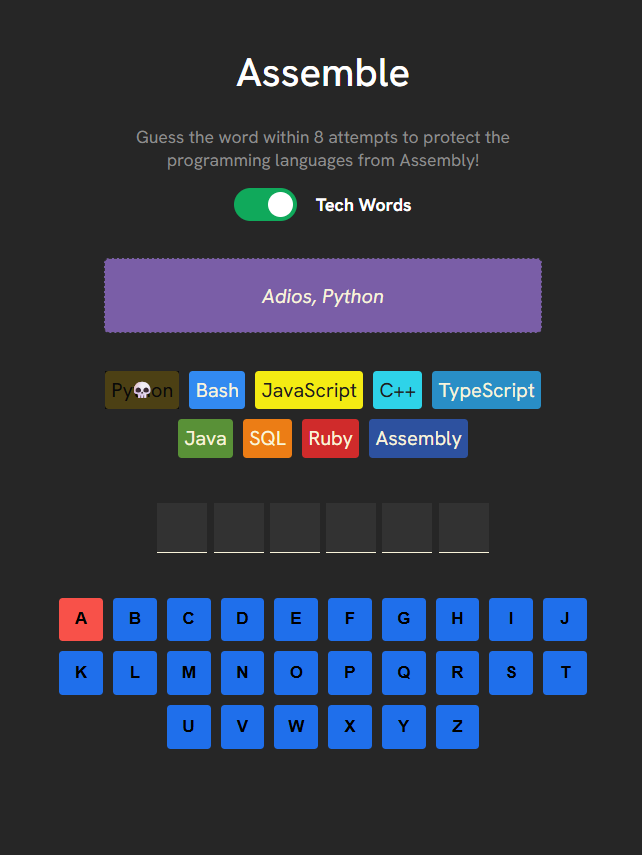 Assemble
Guess the word within 8 attempts to protect the
programming languages from Assembly!
Tech Words
Adios, Python
Py💀on Bash JavaScript C++ TypeScript
Java SQL Ruby Assembly
A B C D E F G H I J
K L M N O P Q R S T
U V W X Y Z